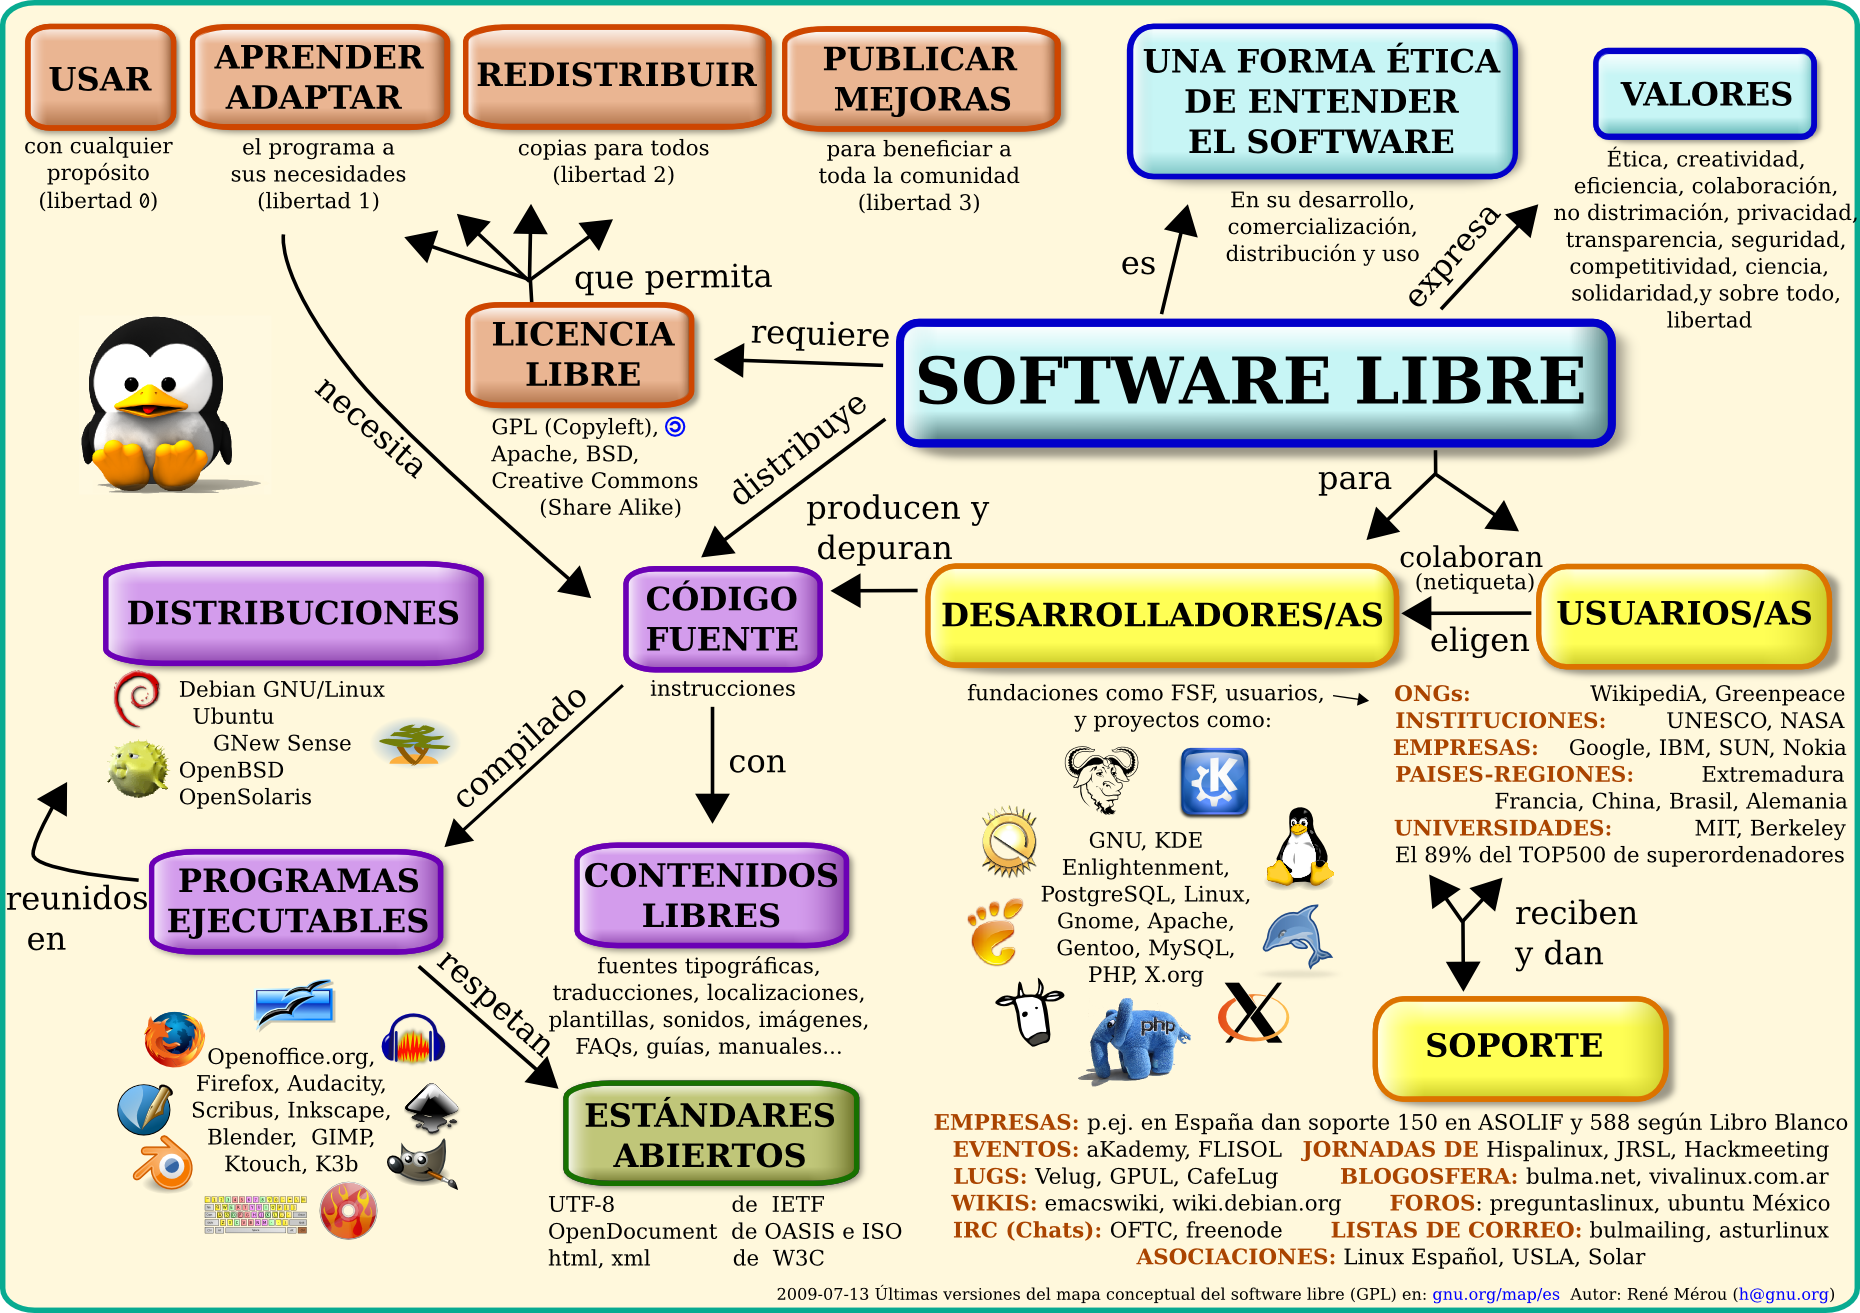 USAR
con cualquier
propósito
(libertad 0)
APRENDER
ADAPTAR
el programa a
sus necesidades
(libertad 1)
REDISTRIBUIR
copias para todos
(libertad 2)
PUBLICAR
MEJORAS
para beneficiar a
toda la comunidad
(libertad 3)
UNA FORMA ÉTICA
DE ENTENDER
EL SOFTWARE
En su desarrollo,
comercialización,
distribución y uso
VALORES
Ética, creatividad,
eficiencia, colaboración,
no distrimación, privacidad,
transparencia, seguridad,
competitividad, ciencia,
solidaridad,y sobre todo,
libertad
es
expresa
que permita
LICENCIA
LIBRE
requiere
SOFTWARE LIBRE
GPL (Copyleft),
Apache, BSD,
Creative Commons
(Share Alike)
necesita
distribuye
para
producen y
depuran
colaboran
(netiqueta)
eligen
DISTRIBUCIONES
CÓDIGO
FUENTE
DESARROLLADORES/AS
USUARIOS/AS
Debian GNU/Linux
Ubuntu
GNew Sense
OpenBSD
OpenSolaris
instrucciones
compilado
con
fundaciones como FSF, usuarios,
y proyectos como:
GNU, KDE
Enlightenment,
PostgreSQL, Linux,
Gnome, Apache,
Gentoo, MySQL,
PHP, X.org
php
ONGs: WikipediA, Greenpeace
INSTITUCIONES: UNESCO, NASA
EMPRESAS: Google, IBM, SUN, Nokia
PAISES-REGIONES: Extremadura
Francia, China, Brasil, Alemania
UNIVERSIDADES: MIT, Berkeley
El 89% del TOP500 de superordenadores
reciben
y dan
reunidos
en
PROGRAMAS
EJECUTABLES
CONTENIDOS
LIBRES
fuentes tipográficas,
traducciones, localizaciones,
plantillas, sonidos, imágenes,
FAQs, guías, manuales...
respetan
Openoffice.org,
Firefox, Audacity,
Scribus, Inkscape,
Blender, GIMP,
Ktouch, K3b
ESTÁNDARES
ABIERTOS
UTF-8 de IETF
OpenDocument de OASIS e ISO
html, xml de W3C
SOPORTE
EMPRESAS: p.ej. en España dan soporte 150 en ASOLIF y 588 según Libro Blanco
EVENTOS: aKademy, FLISOL JORNADAS DE Hispalinux, JRSL, Hackmeeting
LUGS: Velug, GPUL, CafeLug BLOGOSFERA: bulma.net, vivalinux.com.ar
WIKIS: emacswiki, wiki.debian.org FOROS: preguntaslinux, ubuntu México
IRC (Chats): OFTC, freenode LISTAS DE CORREO: bulmailing, asturlinux
ASOCIACIONES: Linux Español, USLA, Solar
2009-07-13 Últimas versiones del mapa conceptual del software libre (GPL) en: gnu.org/map/es Autor: René Mérou (h@gnu.org)